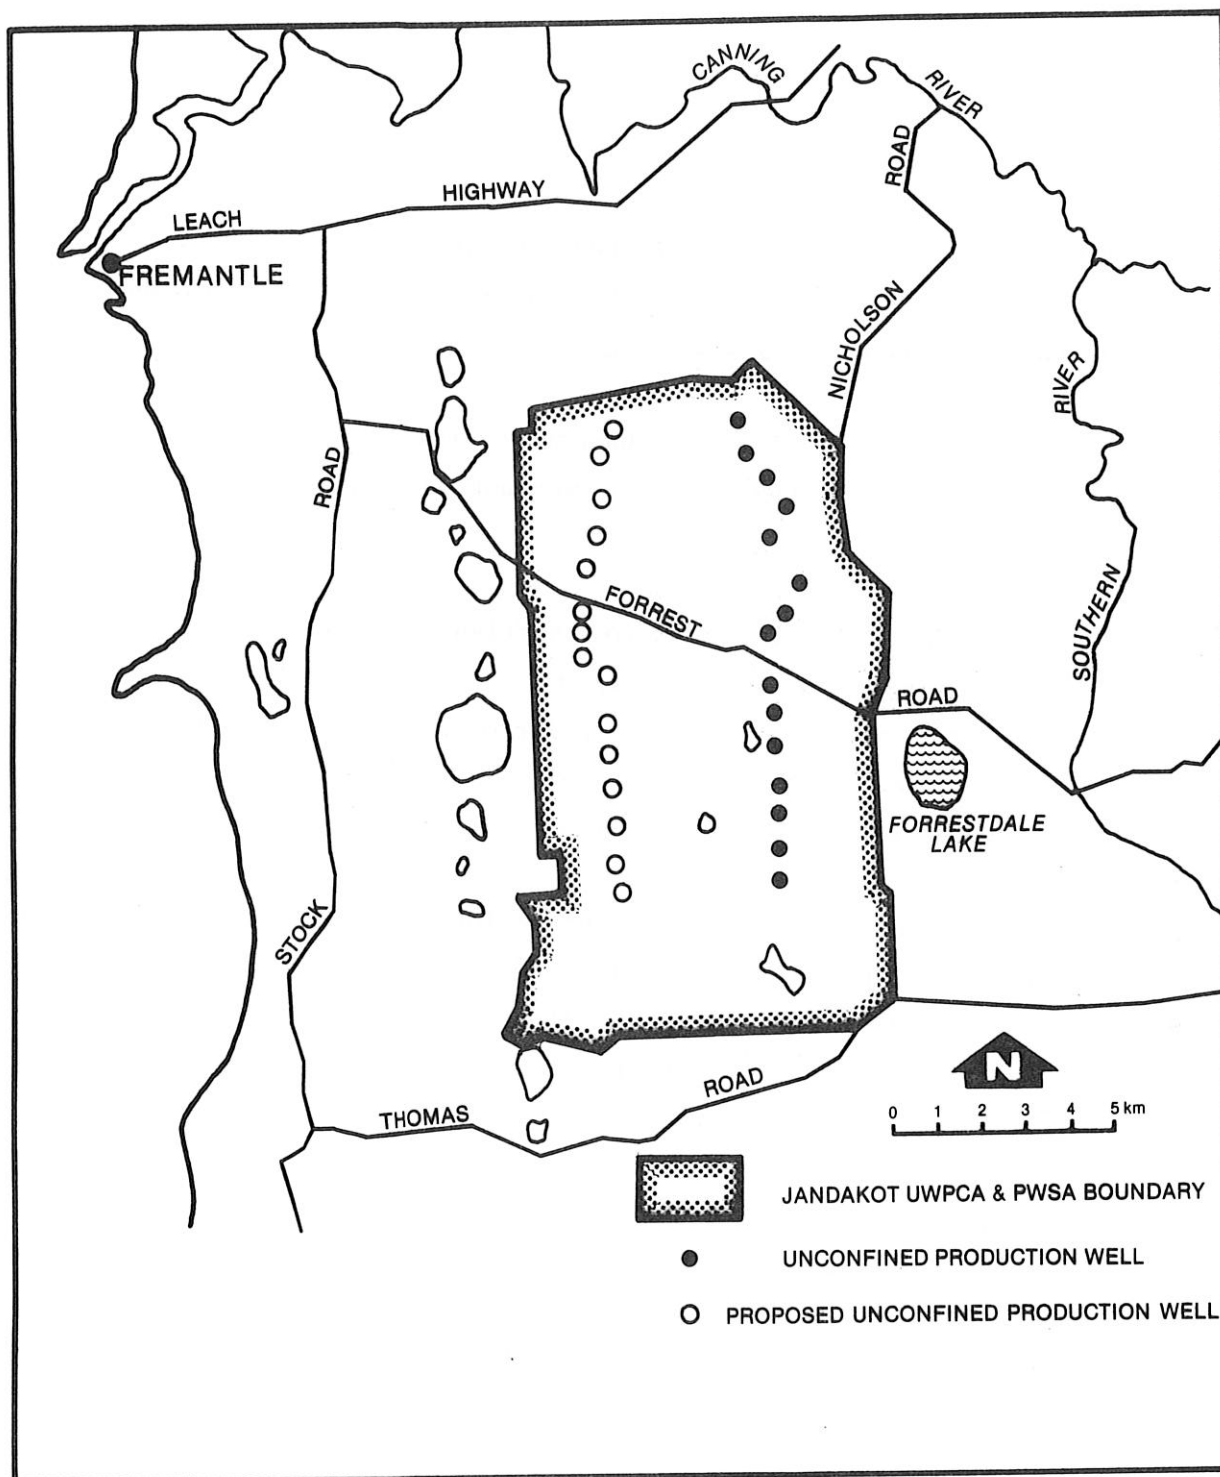 CANNING
RIVER
ROAD
HIGHWAY
LEACH
FREMANTLE
NICHOLSON
RIVER
ROAD
FORREST
SOUTHERN
ROAD
FORRESTDALE
LAKE
STOCK
N
ROAD
THOMAS
0 1 2 3 4 5 km
JANDAKOT UWPCA & PWSA BOUNDARY
UNCONFINED PRODUCTION WELL
PROPOSED UNCONFINED PRODUCTION WELL